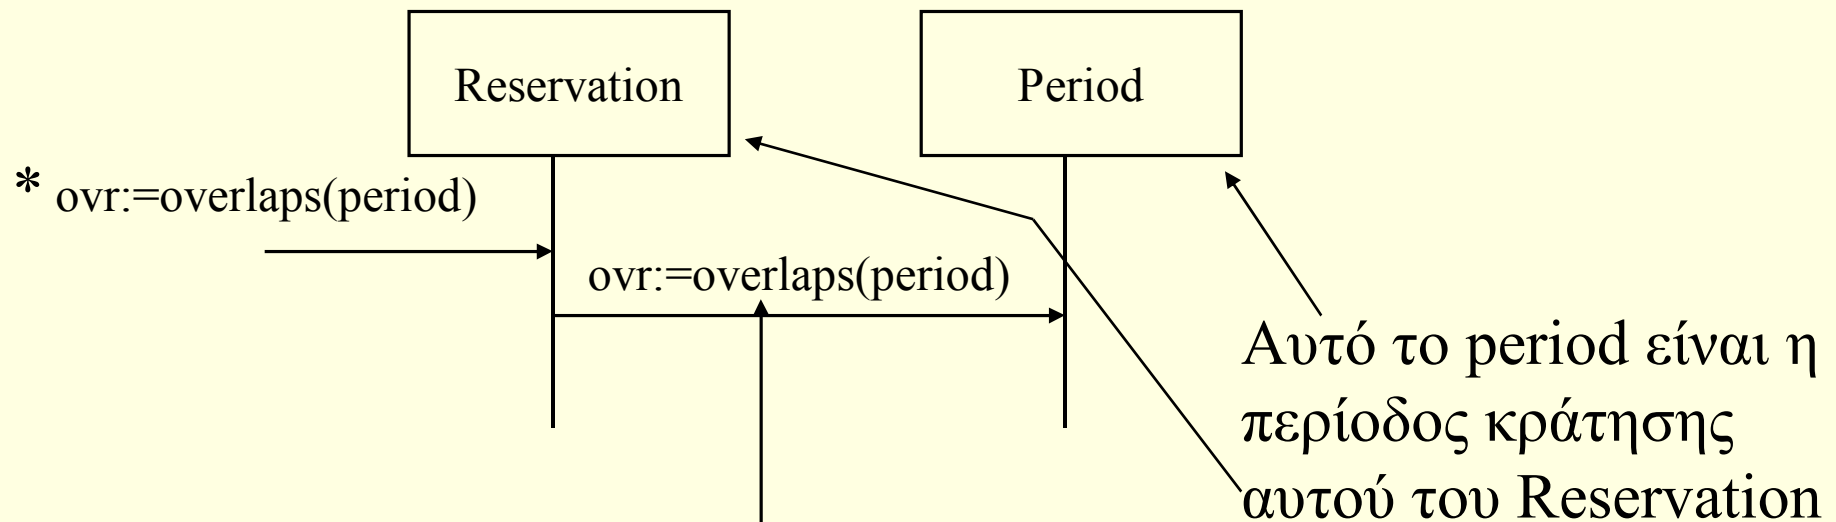 Reservation
Period
* ovr:=overlaps(period)
ovr:=overlaps(period)
Αυτό το period είναι η
περίοδος κράτησης
αυτού του Reservation